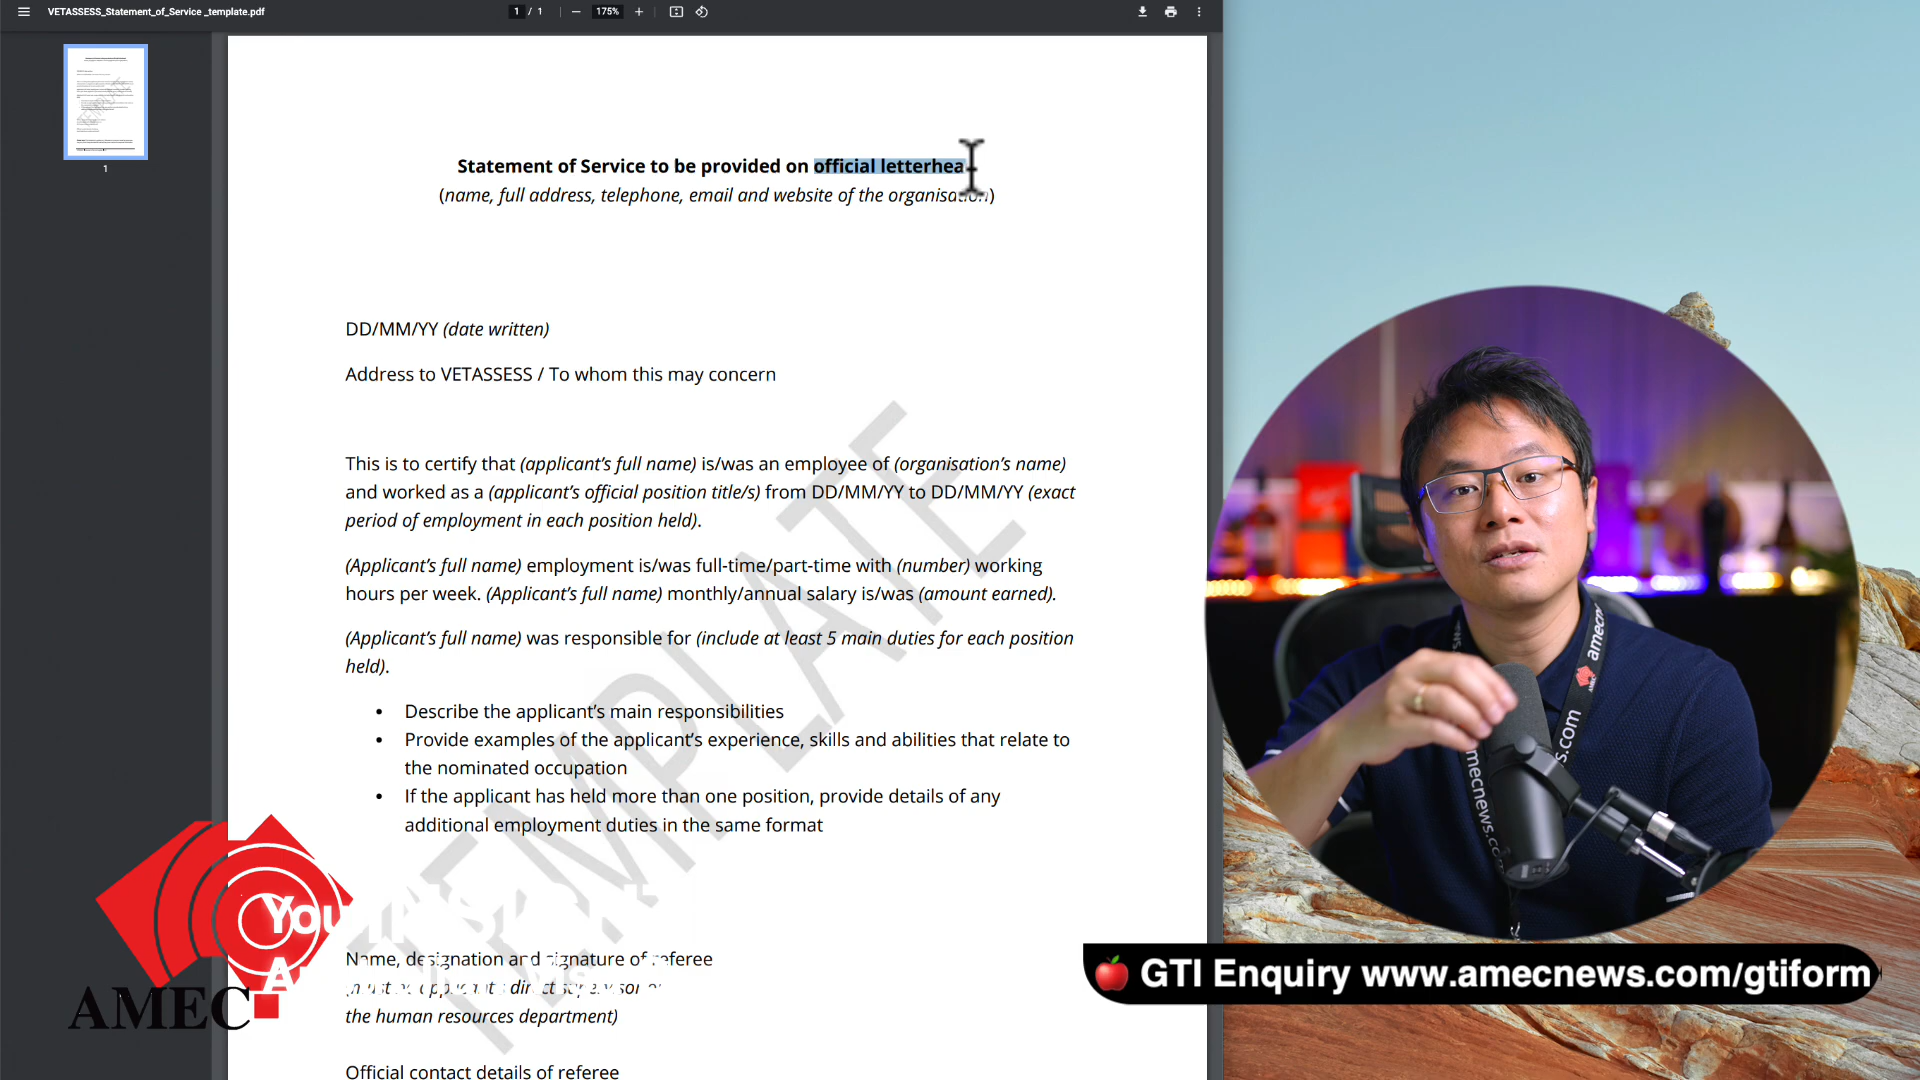 VETASSESS_Statement_of_Service _template.pdf
1 / 1
175%
1
Statement of Service to be provided on official letterhea
(name, full address, telephone, email and website of the organisation)
DD/MM/YY (date written)
Address to VETASSESS / To whom this may concern
This is to certify that (applicant’s full name) is/was an employee of (organisation’s name)
and worked as a (applicant’s official position title/s) from DD/MM/YY to DD/MM/YY (exact
period of employment in each position held).
(Applicant’s full name) employment is/was full-time/part-time with (number) working
hours per week. (Applicant’s full name) monthly/annual salary is/was (amount earned).
(Applicant’s full name) was responsible for (include at least 5 main duties for each position
held).
• Describe the applicant’s main responsibilities
• Provide examples of the applicant’s experience, skills and abilities that relate to
the nominated occupation
• If the applicant has held more than one position, provide details of any
additional employment duties in the same format
Name, designation and signature of referee
the human resources department)
Official contact details of referee
TEMPLATE
AMEC
amecn
s.com
amecnews.com
GTI Enquiry www.amecnews.com/gtiform